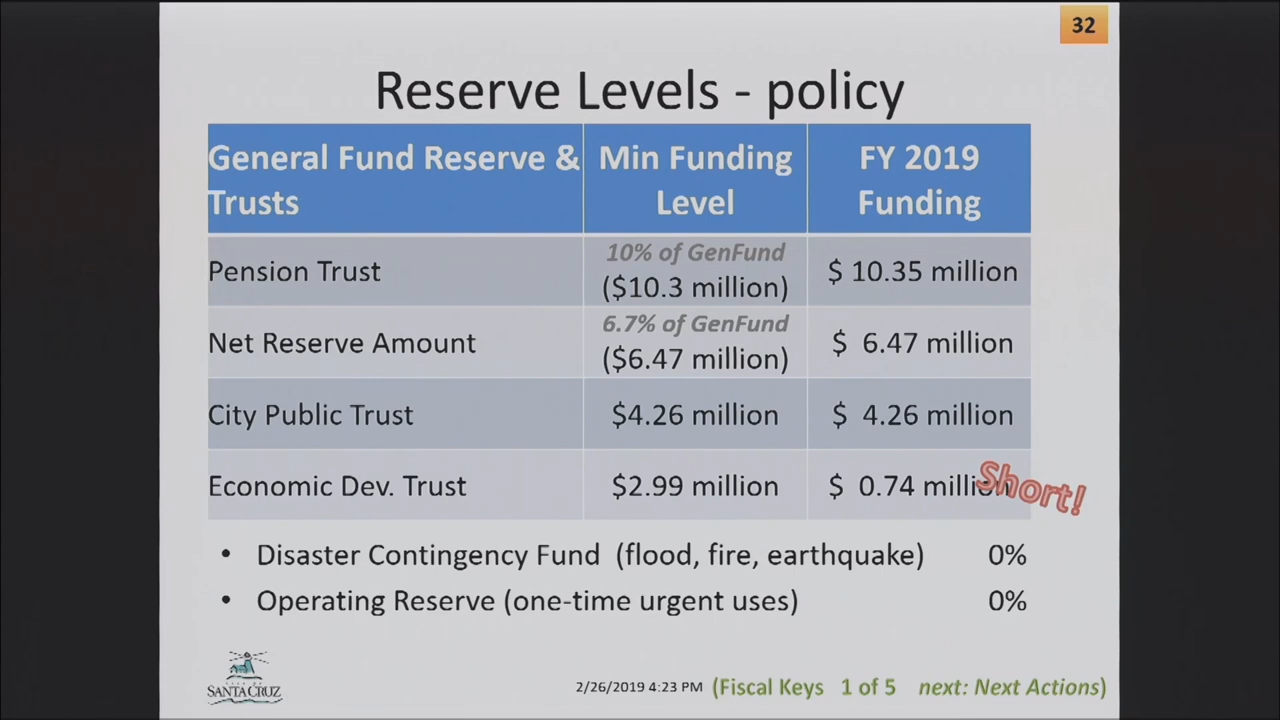 32
Reserve Levels - policy
General Fund Reserve & Trusts
Min Funding Level
FY 2019 Funding
Pension Trust
10% of GenFund
($10.3 million)
$ 10.35 million
Net Reserve Amount
6.7% of GenFund
($6.47 million)
$ 6.47 million
City Public Trust
$4.26 million
$ 4.26 million
Economic Dev. Trust
$2.99 million
$ 0.74 million
Short!
• Disaster Contingency Fund (flood, fire, earthquake) 0%
• Operating Reserve (one-time urgent uses) 0%
CITY OF
SANTA CRUZ
2/26/2019 4:23 PM (Fiscal Keys 1 of 5 next: Next Actions)